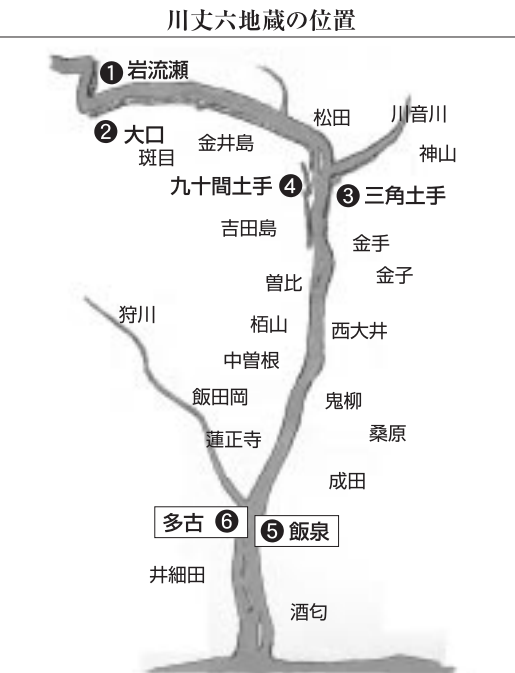 川丈六地蔵の位置
❶岩流瀬
❷大口
斑目
金井島
松田
川音川
神山
九十間土手❹
❸三角土手
吉田島
金手
金子
曽比
狩川
栢山
西大井
中曽根
飯田岡
鬼柳
蓮正寺
桑原
成田
多古❻
❺飯泉
井細田
酒匂